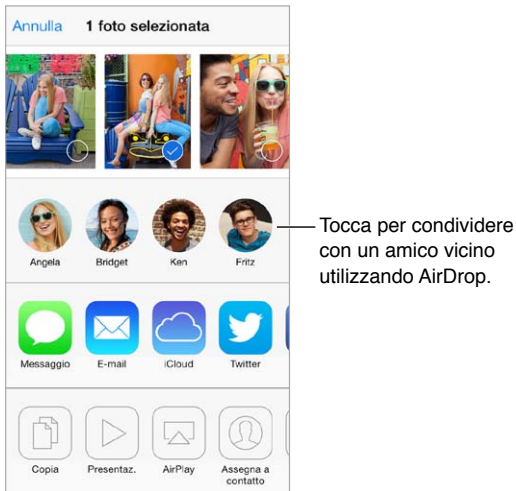 Annulla 1 foto selezionata
Angela Bridget Ken Fritz
Tocca per condividere
con un amico vicino
utilizzando AirDrop.
Messaggio E-mail iCloud Twitter
Copia Presentaz. AirPlay Assegna a
contatto